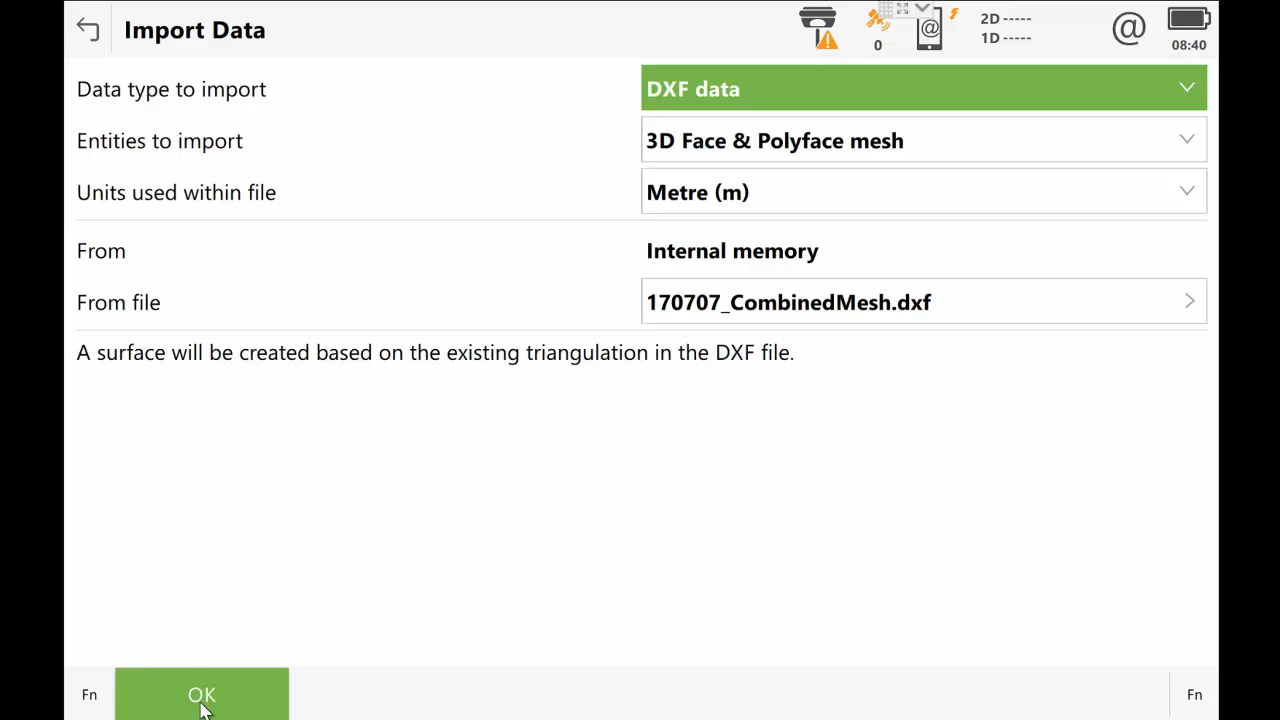 Import Data
0
@
2D -----
1D -----
@
08:40
Data type to import
DXF data
Entities to import
3D Face & Polyface mesh
Units used within file
Metre (m)
From
Internal memory
From file
170707_CombinedMesh.dxf
A surface will be created based on the existing triangulation in the DXF file.
Fn
OK
Fn